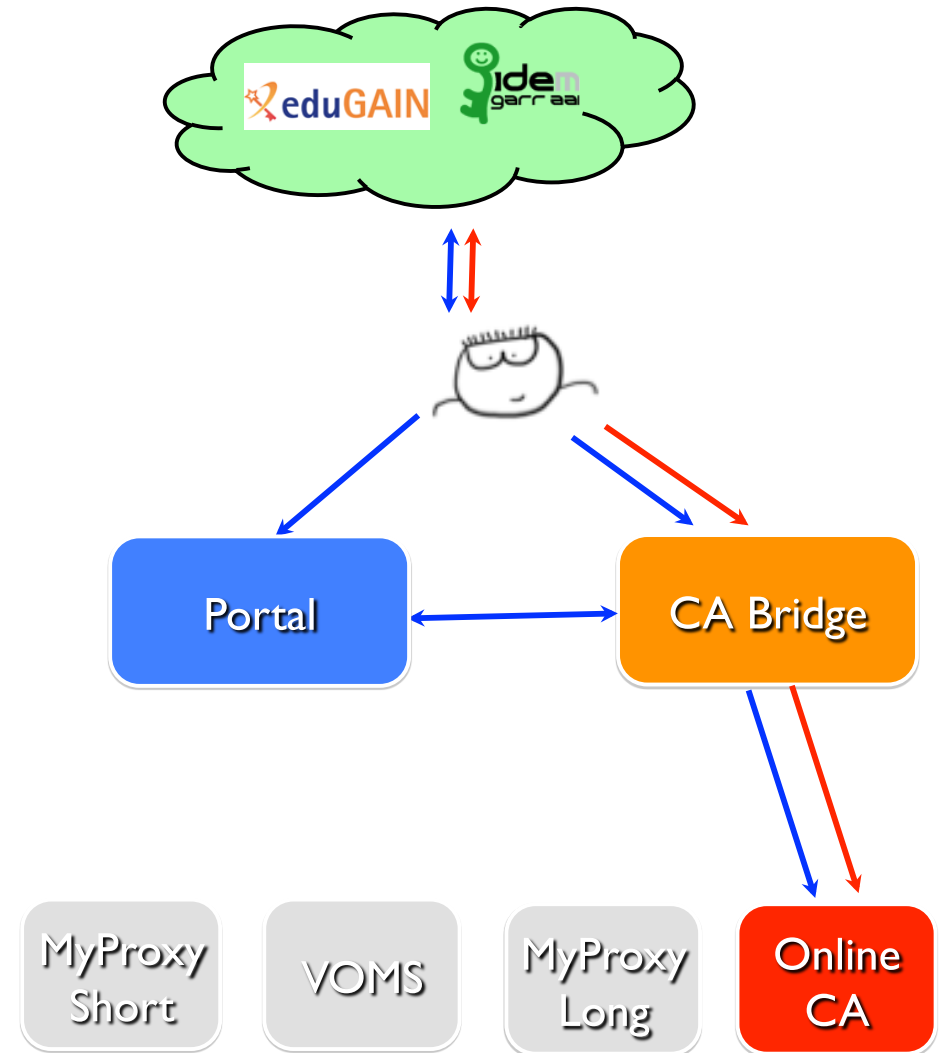 eduGAIN
idem
garr aai
Portal
CA Bridge
MyProxy
Short
VOMS
MyProxy
Long
Online
CA